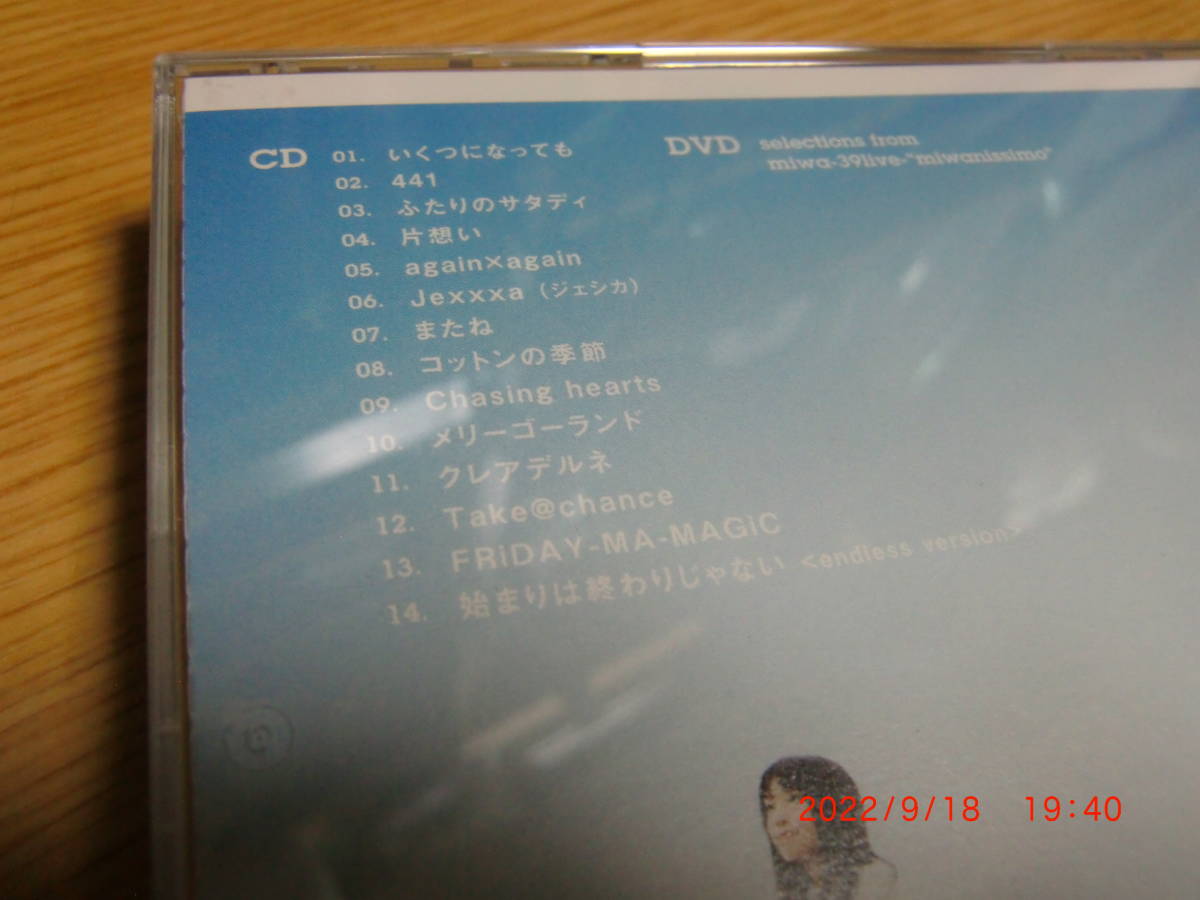 CD
01. いくつになっても
02. 441
03. ふたりのサタディ
04. 片想い
05. again×again
06. Jexxxa (ジェシカ)
07. またね
08. コットンの季節
09. Chasing hearts
10. メリーゴーランド
11. クレアデルネ
12. Take@chance
13. FRiDAY-MA-MAGiC
14. 始まりは終わりじゃない <endless version>
DVD selections from
miwa-39live-"miwanissimo"
2022/9/18 19:40